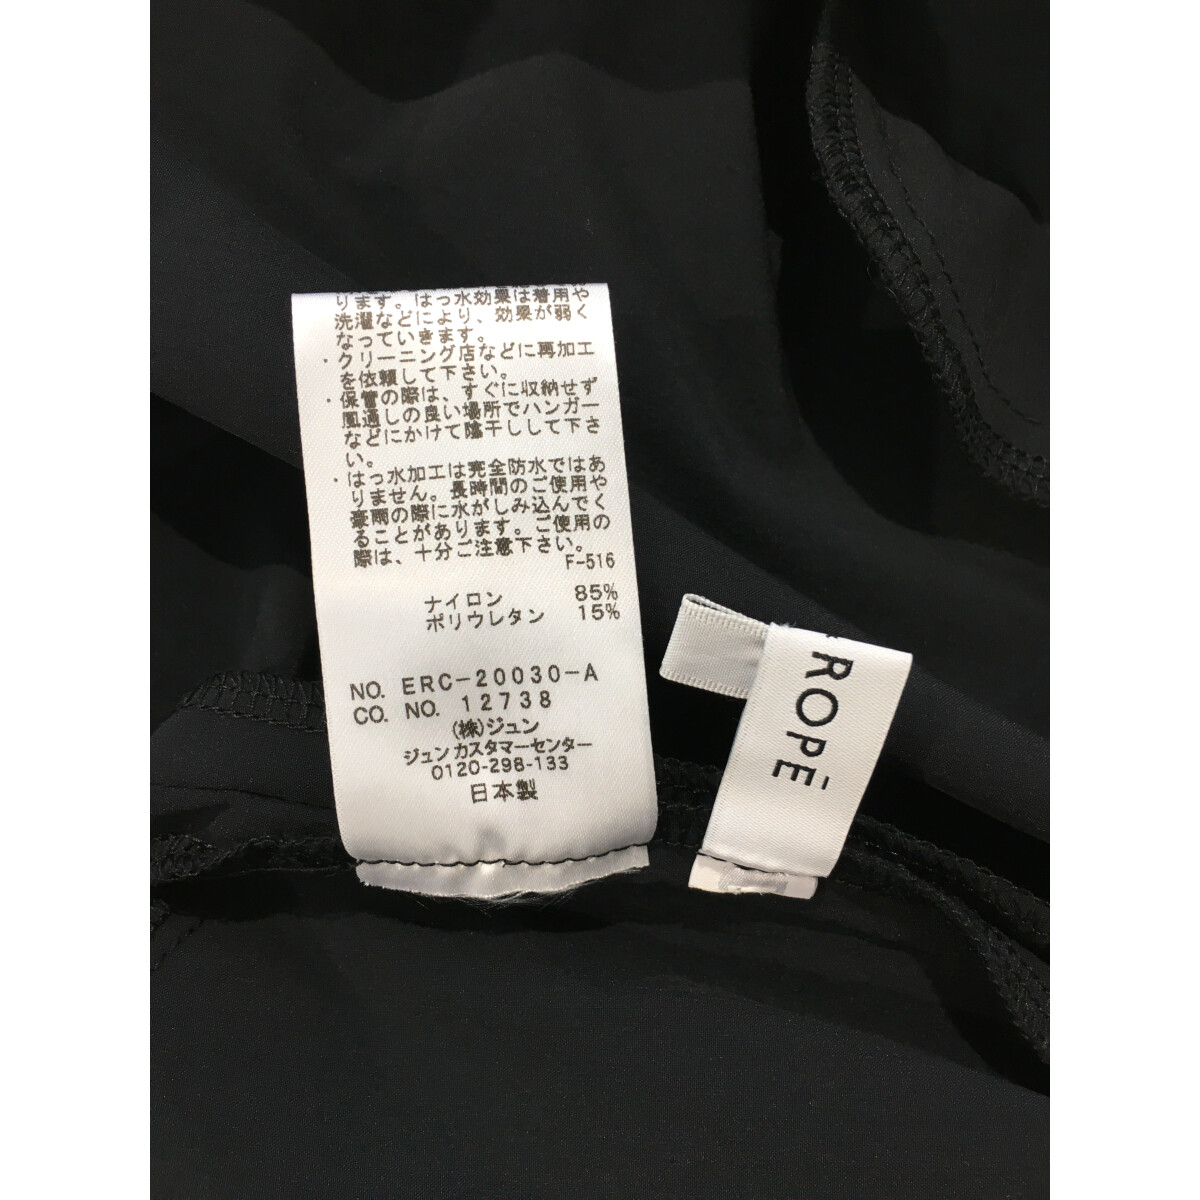 ります。はっ水効果は着用や
洗濯などにより、効果が弱く
なっていきます。
・クリーニング店などに再加工
を依頼して下さい。
・保管の際は、すぐに収納せず
風通しの良い場所でハンガー
などにかけて陰干しして下さ
い。
・はっ水加工は完全防水ではあ
りません。長時間のご使用や
豪雨の際に水がしみ込んでく
ることがあります。ご使用の
際は、十分ご注意下さい。
F-516
ナイロン 85%
ポリウレタン 15%
NO. ERC-20030-A
CO. NO. 12738
(株)ジュン
ジュンカスタマーセンター
0120-298-133
日本製
ROPÉ